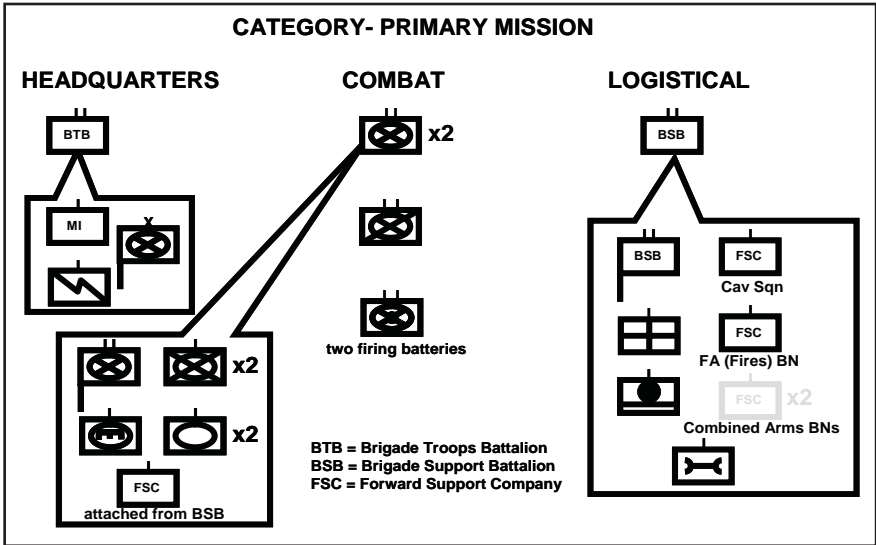 CATEGORY- PRIMARY MISSION
HEADQUARTERS
COMBAT
LOGISTICAL
BTB
x2
BSB
MI
x
BSB
FSC
Cav Sqn
FSC
FA (Fires) BN
two firing batteries
x2
FSC
x2
Combined Arms BNs
x2
FSC
attached from BSB
BTB = Brigade Troops Battalion
BSB = Brigade Support Battalion
FSC = Forward Support Company